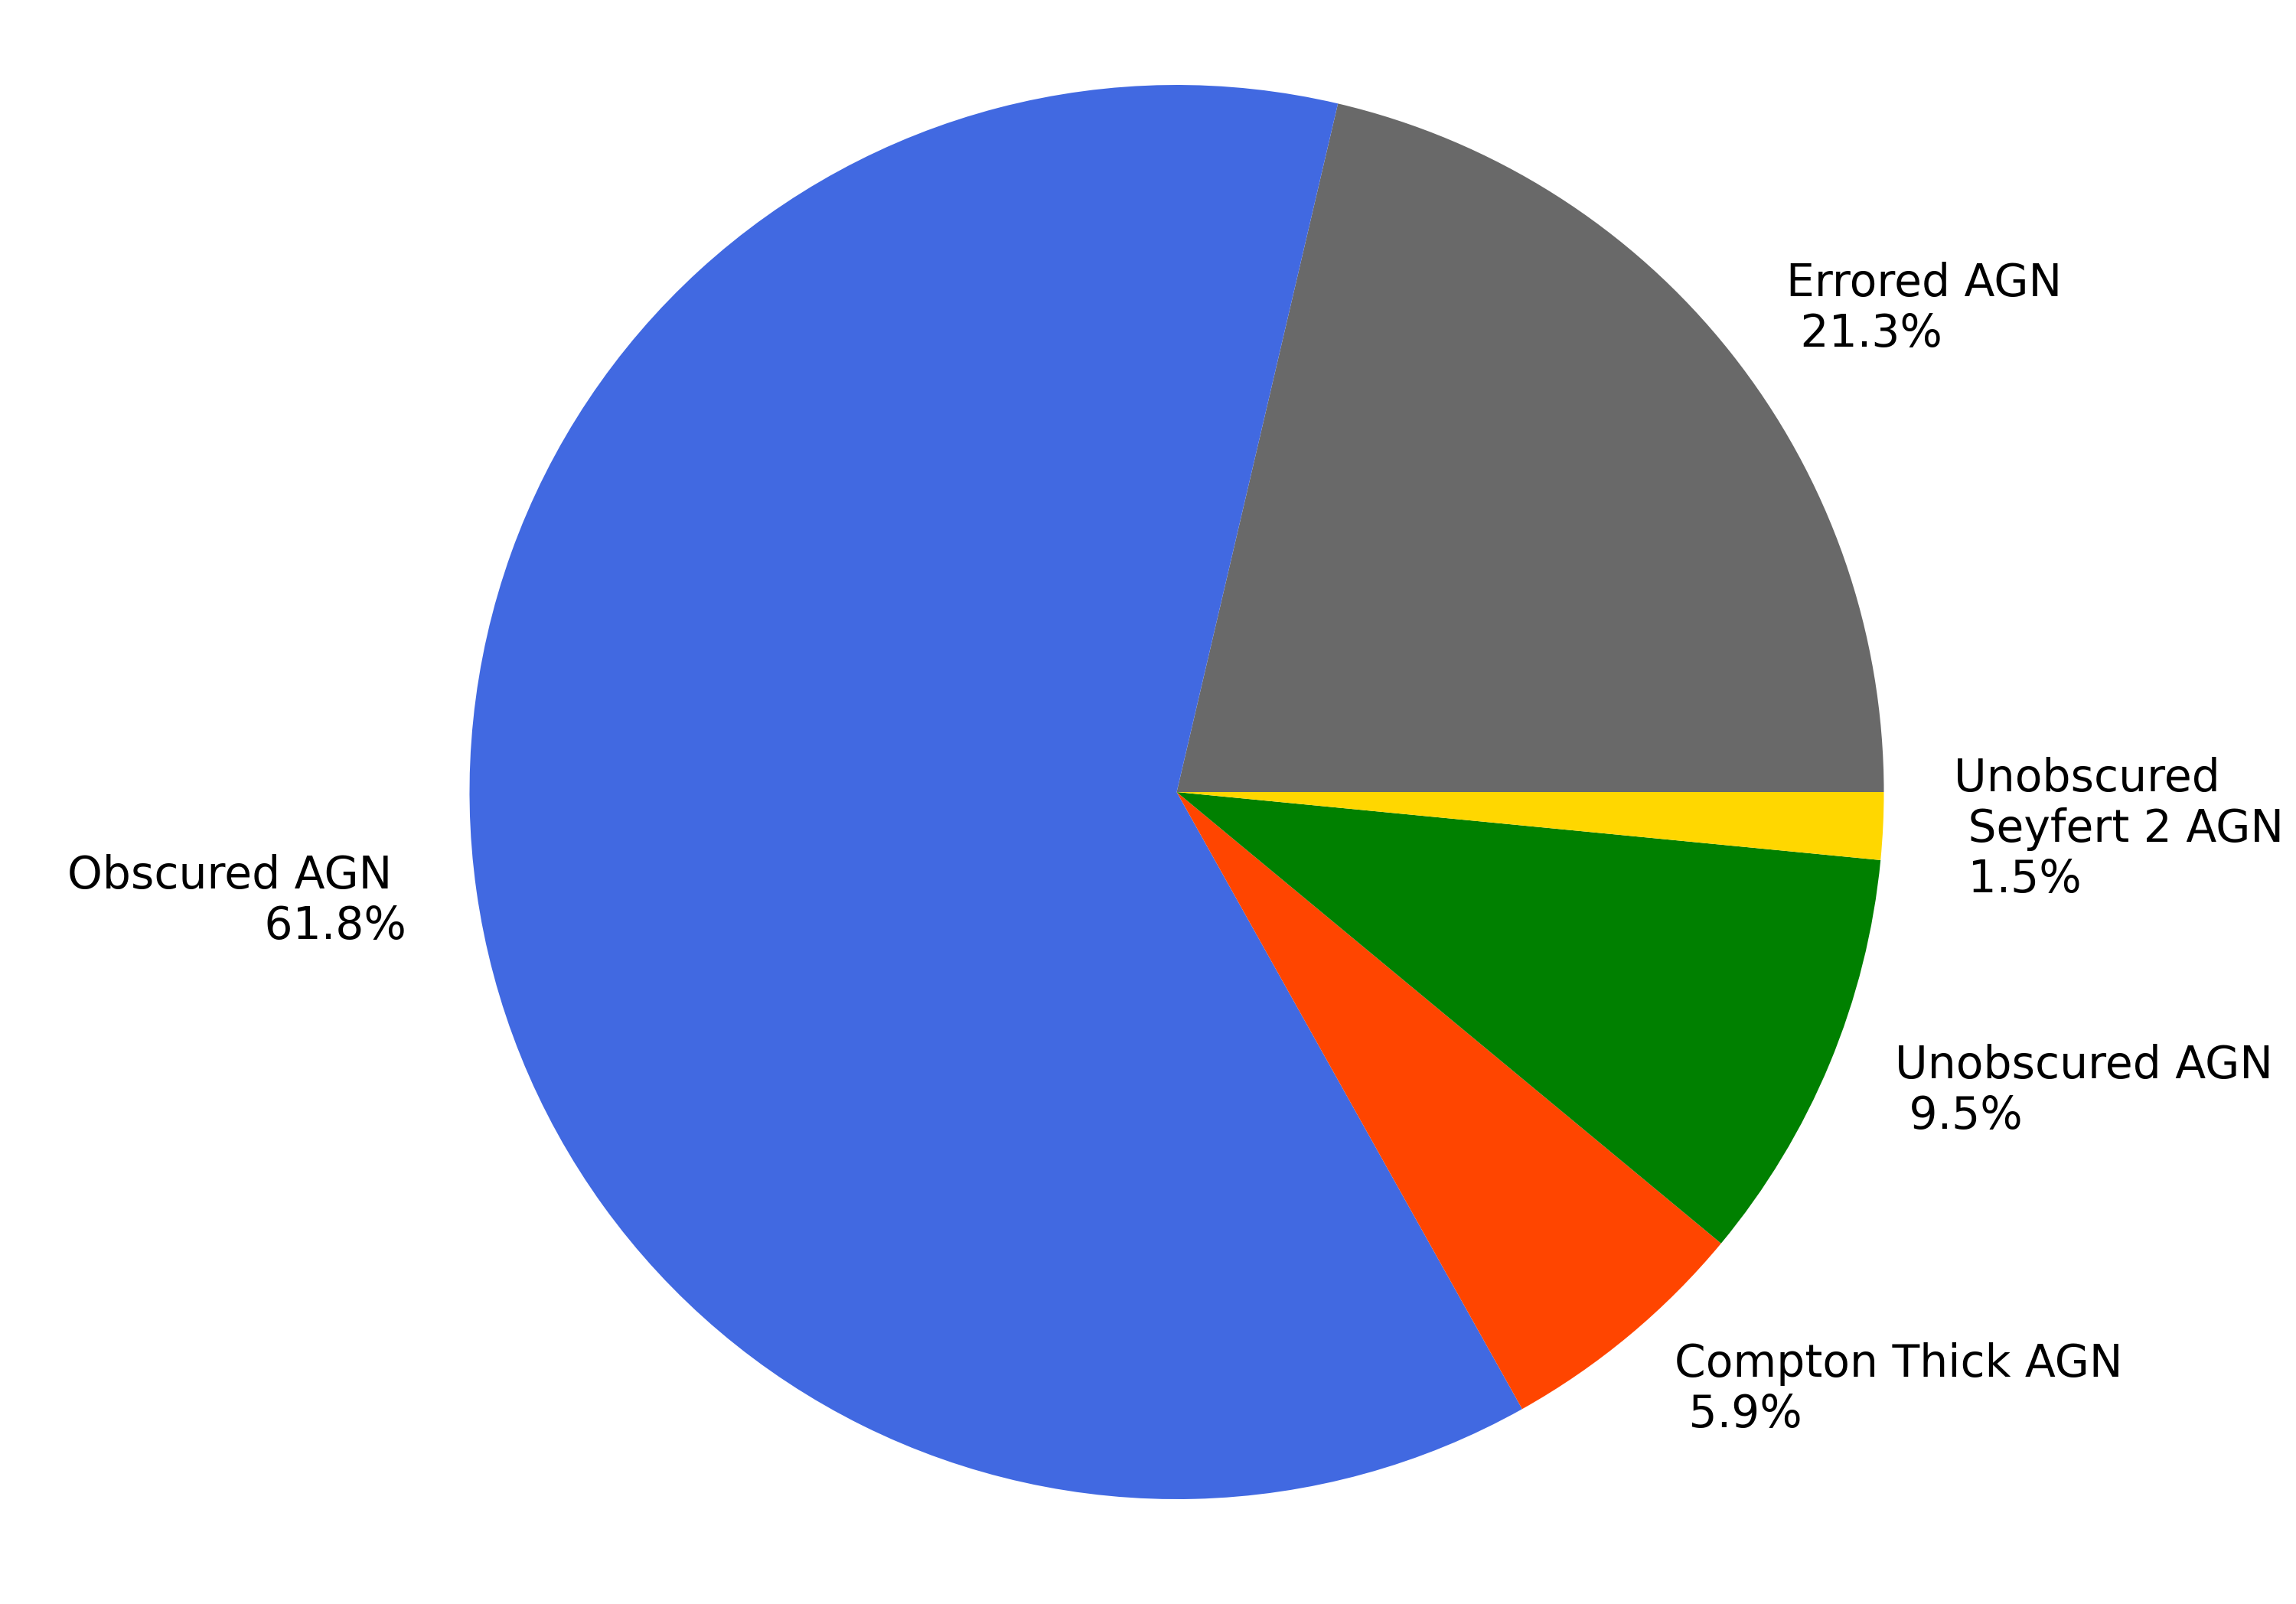 Errored AGN
21.3%
Obscured AGN
61.8%
Unobscured
Seyfert 2 AGN
1.5%
Unobscured AGN
9.5%
Compton Thick AGN
5.9%